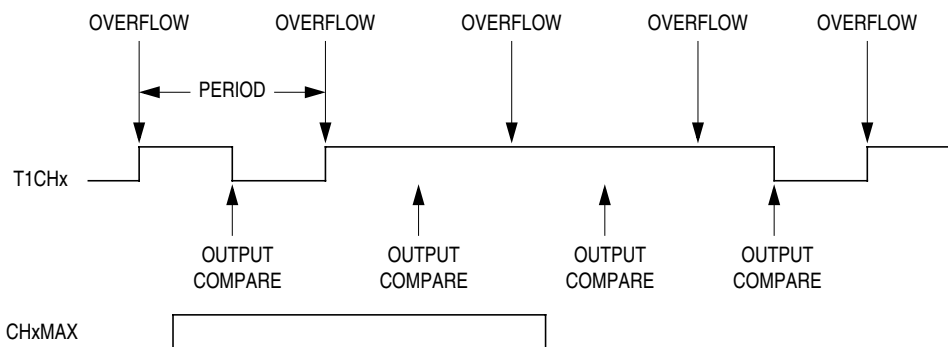 OVERFLOW OVERFLOW OVERFLOW OVERFLOW OVERFLOW
PERIOD
T1CHx
OUTPUT COMPARE
OUTPUT COMPARE
OUTPUT COMPARE
OUTPUT COMPARE
CHxMAX